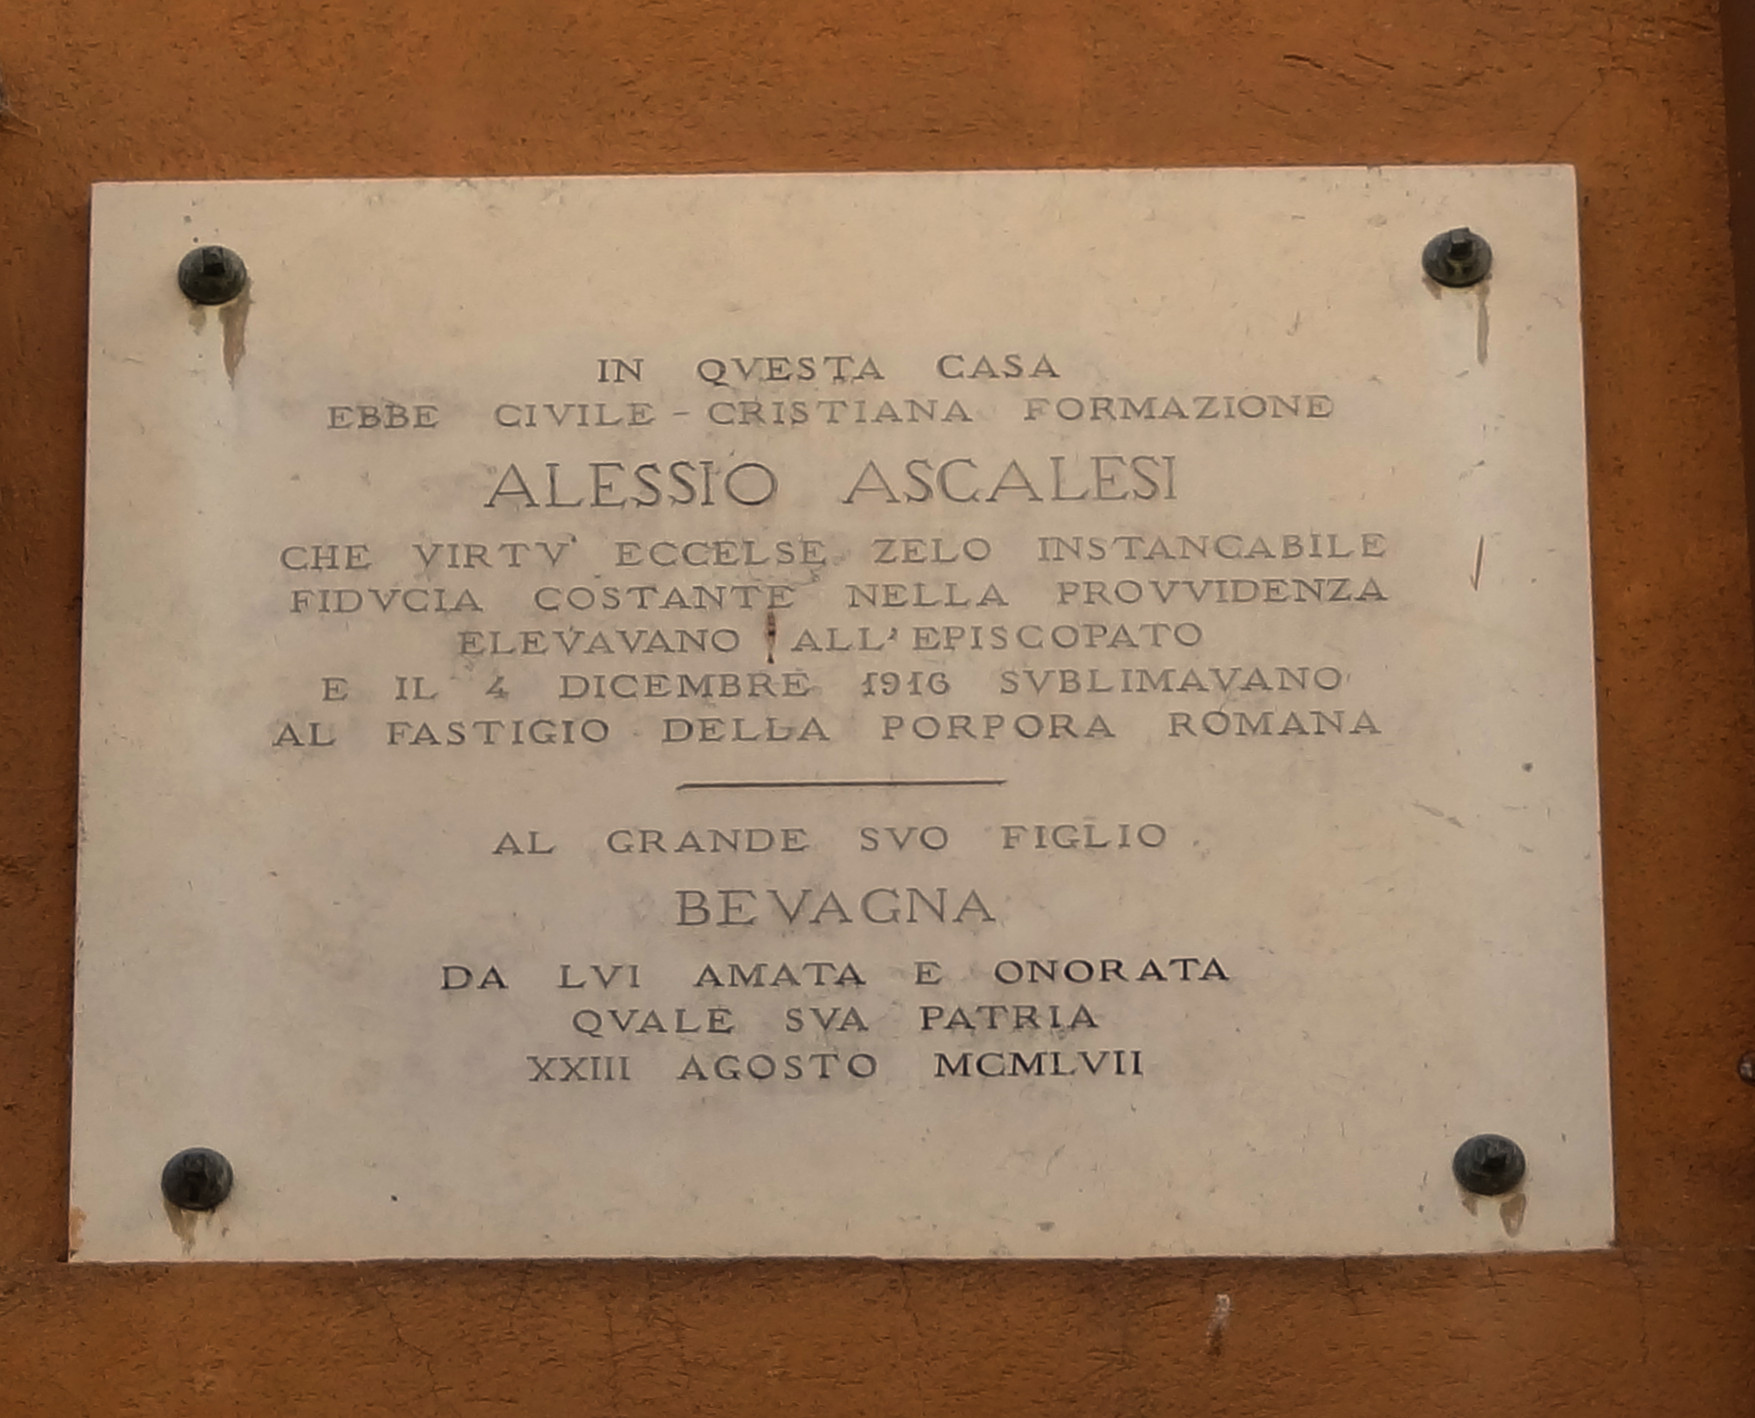 IN QVESTA CASA
EBBE CIVILE - CRISTIANA FORMAZIONE
ALESSIO ASCALESI
CHE VIRTV' ECCELSE ZELO INSTANCABILE
FIDVCIA COSTANTE NELLA PROVVIDENZA
ELEVAVANO ALL'EPISCOPATO
E IL 4 DICEMBRE 1916 SVBLIMAVANO
AL FASTIGIO DELLA PORPORA ROMANA
AL GRANDE SVO FIGLIO
BEVAGNA
DA LVI AMATA E ONORATA
QVALE SVA PATRIA
XXIII AGOSTO MCMLVII